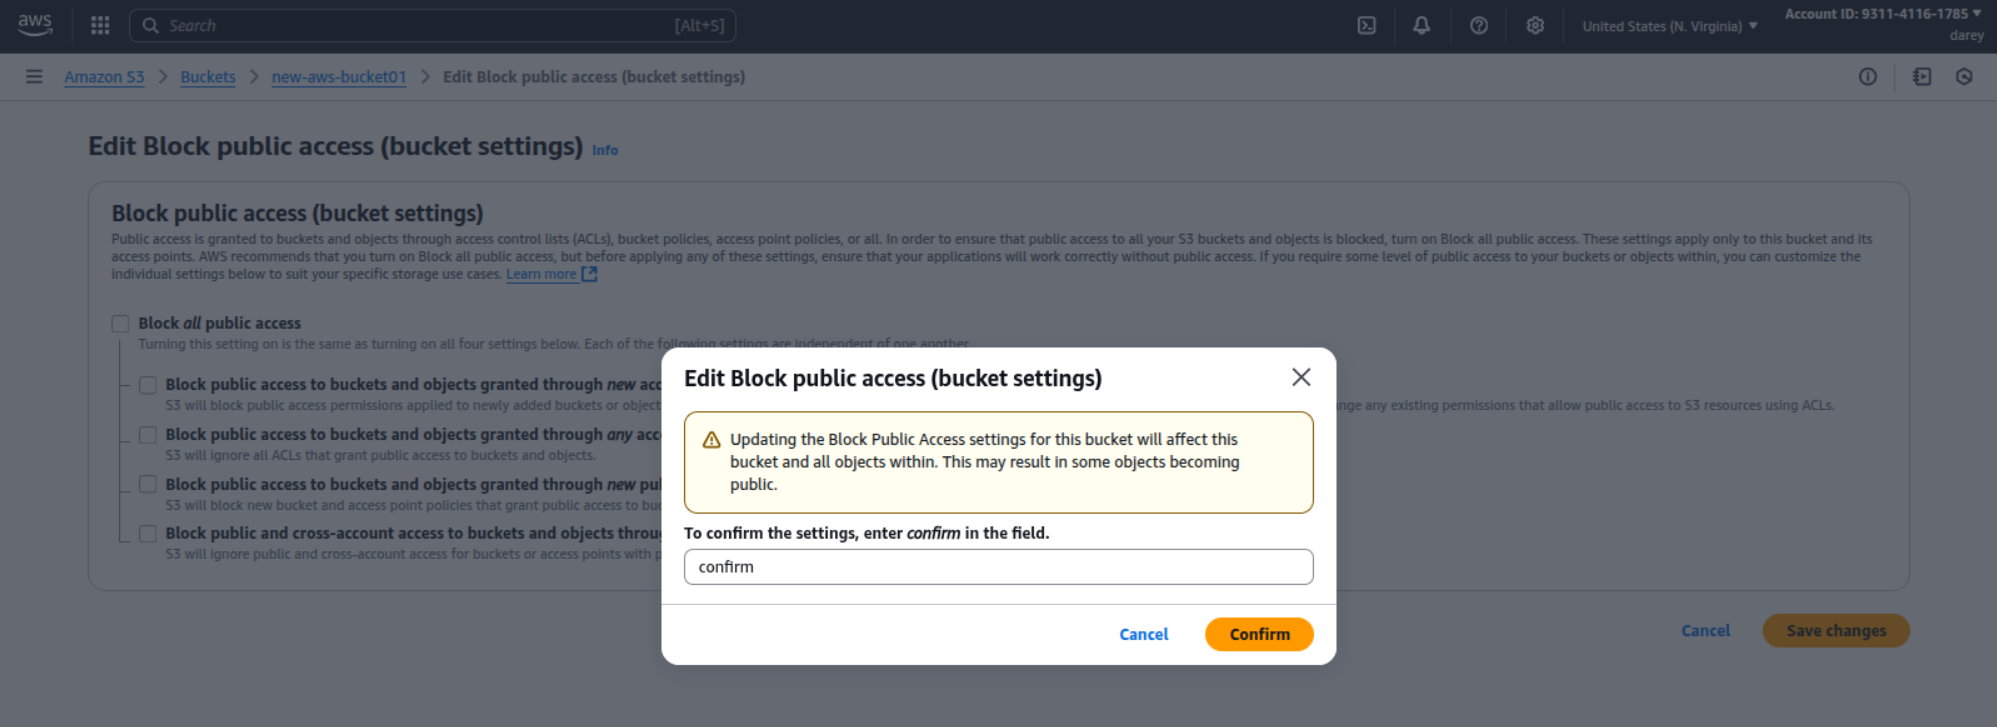 aws
Search
[Alt+S]
United States (N. Virginia)
Account ID: 9311-4116-1785
darey
Amazon S3
Buckets
new-aws-bucket01
Edit Block public access (bucket settings)
Edit Block public access (bucket settings)
Info
Block public access (bucket settings)
Public access is granted to buckets and objects through access control lists (ACLs), bucket policies, access point policies, or all. In order to ensure that public access to all your S3 buckets and objects is blocked, turn on Block all public access. These settings apply only to this bucket and its
access points. AWS recommends that you turn on Block all public access, but before applying any of these settings, ensure that your applications will work correctly without public access. If you require some level of public access to your buckets or objects within, you can customize the
individual settings below to suit your specific storage use cases. Learn more
Block all public access
Turning this setting on is the same as turning on all four settings below. Each of the following settings are independent of one another.
Block public access to buckets and objects granted through new acc
S3 will block public access permissions applied to newly added buckets or object
nge any existing permissions that allow public access to S3 resources using ACLs.
Block public access to buckets and objects granted through any acc
S3 will ignore all ACLs that grant public access to buckets and objects.
Block public access to buckets and objects granted through new pu
S3 will block new bucket and access point policies that grant public access to bu
Block public and cross-account access to buckets and objects throu
S3 will ignore public and cross-account access for buckets or access points with p
Edit Block public access (bucket settings)
Updating the Block Public Access settings for this bucket will affect this
bucket and all objects within. This may result in some objects becoming
public.
To confirm the settings, enter confirm in the field.
confirm
Cancel
Confirm
Cancel
Save changes